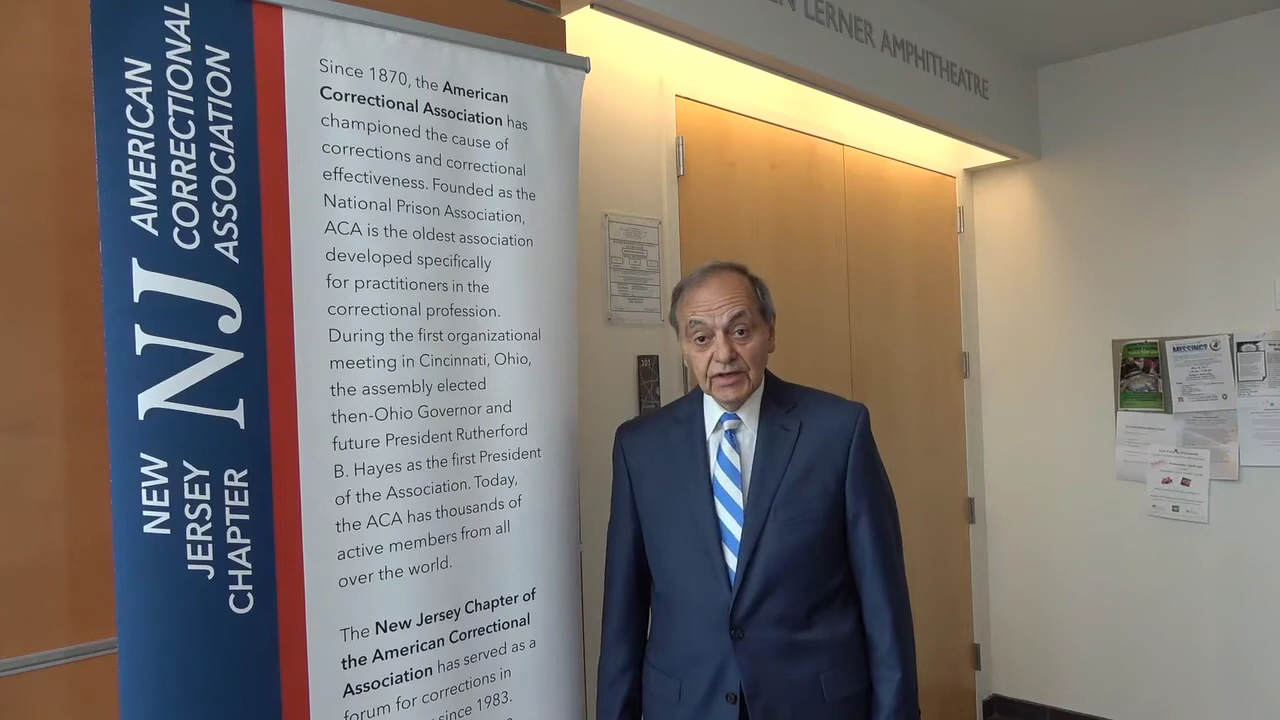 AMERICAN
CORRECTIONAL
ASSOCIATION
NJ
NEW
JERSEY
CHAPTER
Since 1870, the American
Correctional Association has
championed the cause of
corrections and correctional
effectiveness. Founded as the
National Prison Association,
ACA is the oldest association
developed specifically
for practitioners in the
correctional profession.
During the first organizational
meeting in Cincinnati, Ohio,
the assembly elected
then-Ohio Governor and
future President Rutherford
B. Hayes as the first President
of the Association. Today,
the ACA has thousands of
active members from all
over the world.
The New Jersey Chapter of
the American Correctional
Association has served as a
forum for corrections in
since 1983.
LERNER AMPHITHEATRE
101
MISSING?